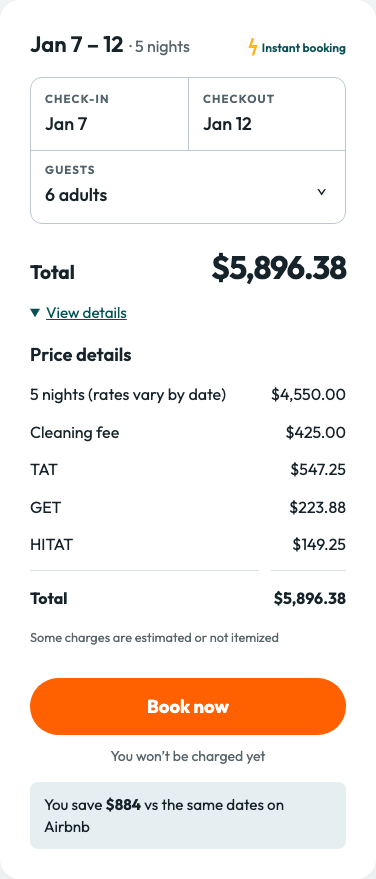 Jan 7 – 12 · 5 nights
Instant booking
CHECK-IN
Jan 7
CHECKOUT
Jan 12
GUESTS
6 adults
Total $5,896.38
▼ View details
Price details
5 nights (rates vary by date) $4,550.00
Cleaning fee $425.00
TAT $547.25
GET $223.88
HITAT $149.25
Total $5,896.38
Some charges are estimated or not itemized
Book now
You won’t be charged yet
You save $884 vs the same dates on
Airbnb